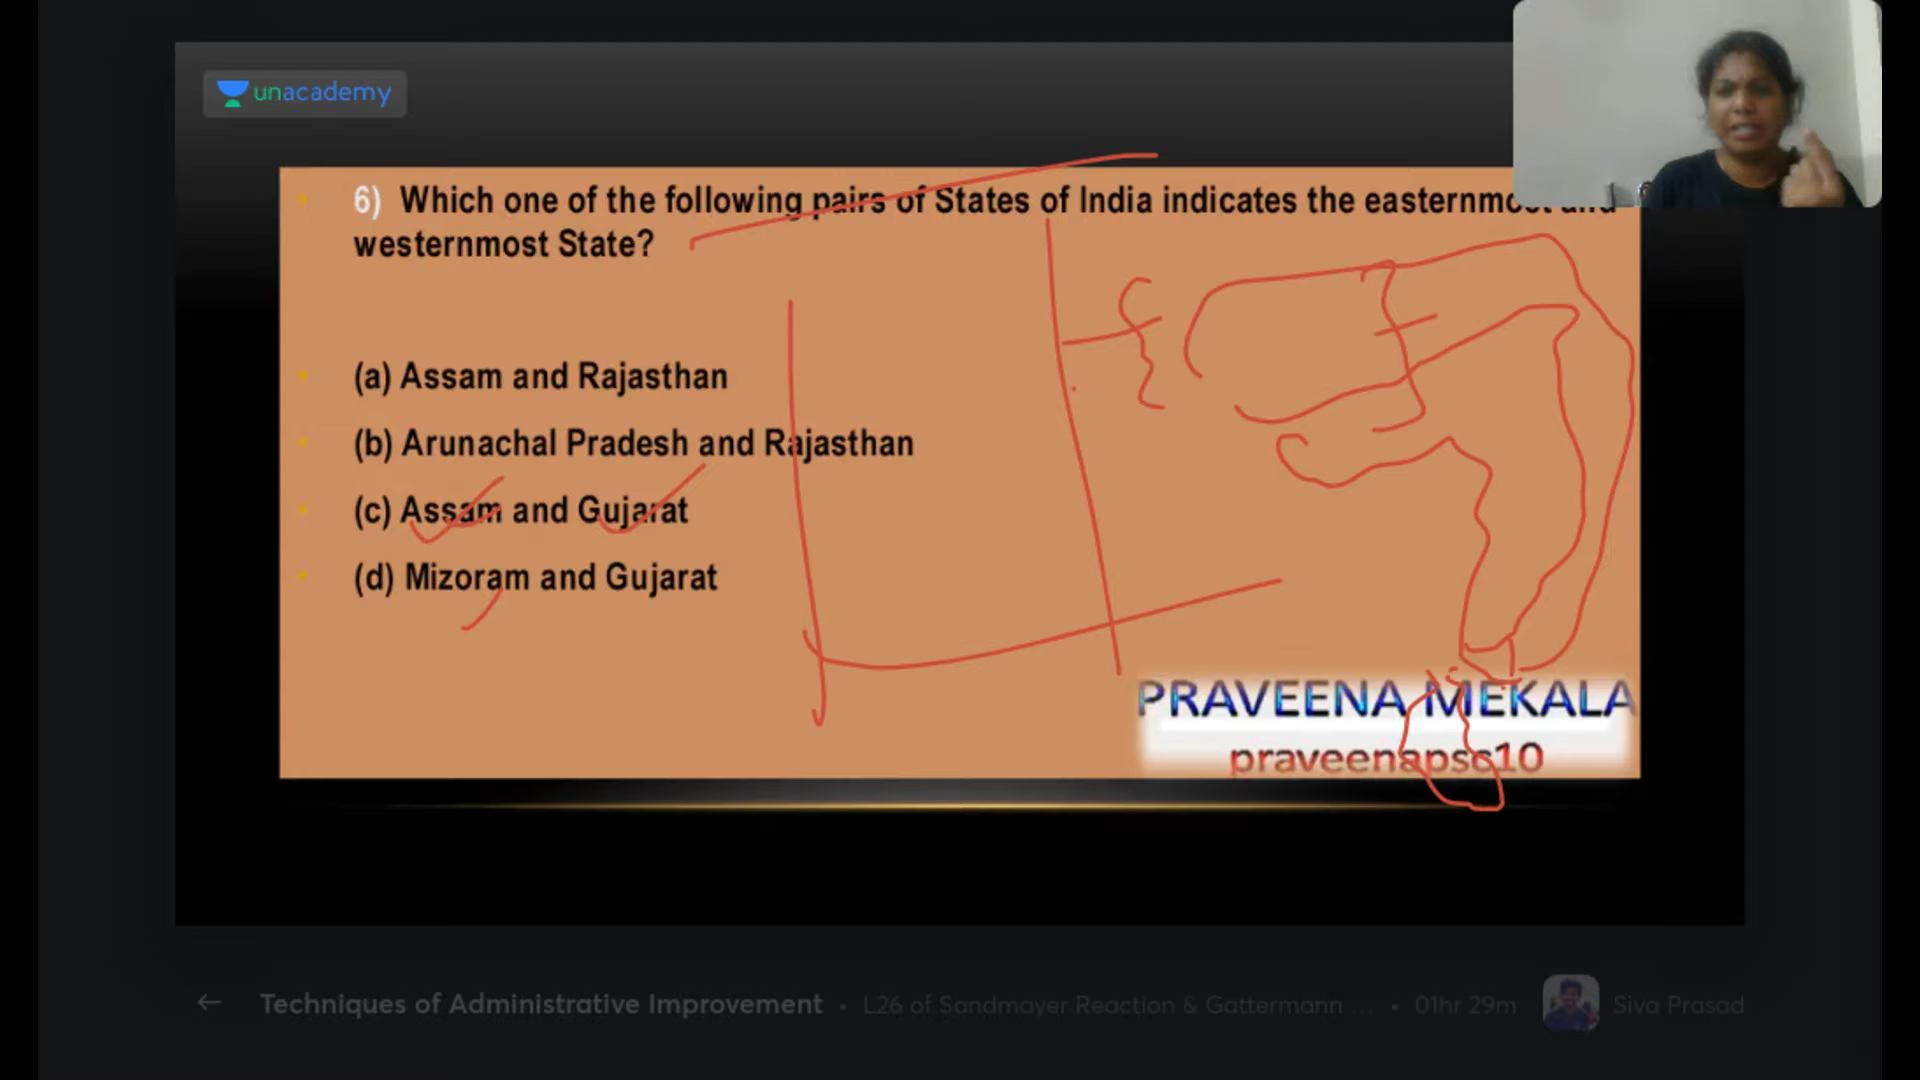 unacademy
6) Which one of the following pairs of States of India indicates the easternmost and
westernmost State?
(a) Assam and Rajasthan
(b) Arunachal Pradesh and Rajasthan
(c) Assam and Gujarat
(d) Mizoram and Gujarat
PRAVEENA MEKALA
praveenapsc10
Techniques of Administrative Improvement • L26 of Sandmayer Reaction & Gattermann ... • 01hr 29m Siva Prasad